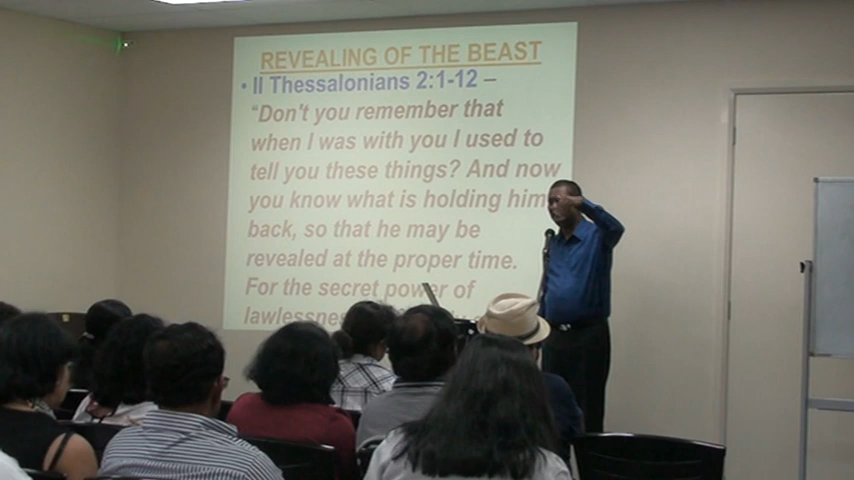 REVEALING OF THE BEAST
• II Thessalonians 2:1-12 –
“Don't you remember that
when I was with you I used to
tell you these things? And now
you know what is holding him
back, so that he may be
revealed at the proper time.
For the secret power of
lawlessness